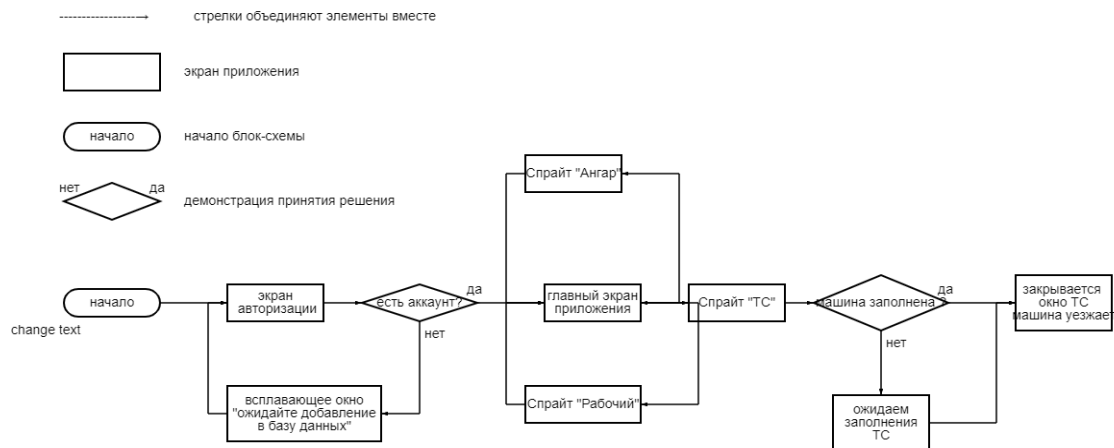 стрелки объединяют элементы вместе
экран приложения
начало
начало блок-схемы
нет
да
демонстрация принятия решения
Спрайт "Ангар"
начало
change text
экран
авторизации
есть аккаунт?
да
нет
всплавающее окно
"ожидайте добавление
в базу данных"
главный экран
приложения
Спрайт "Рабочий"
Спрайт "ТС"
машина заполнена ?
да
нет
ожидаем
заполнения
ТС
закрывается
окно ТС
машина уезжает